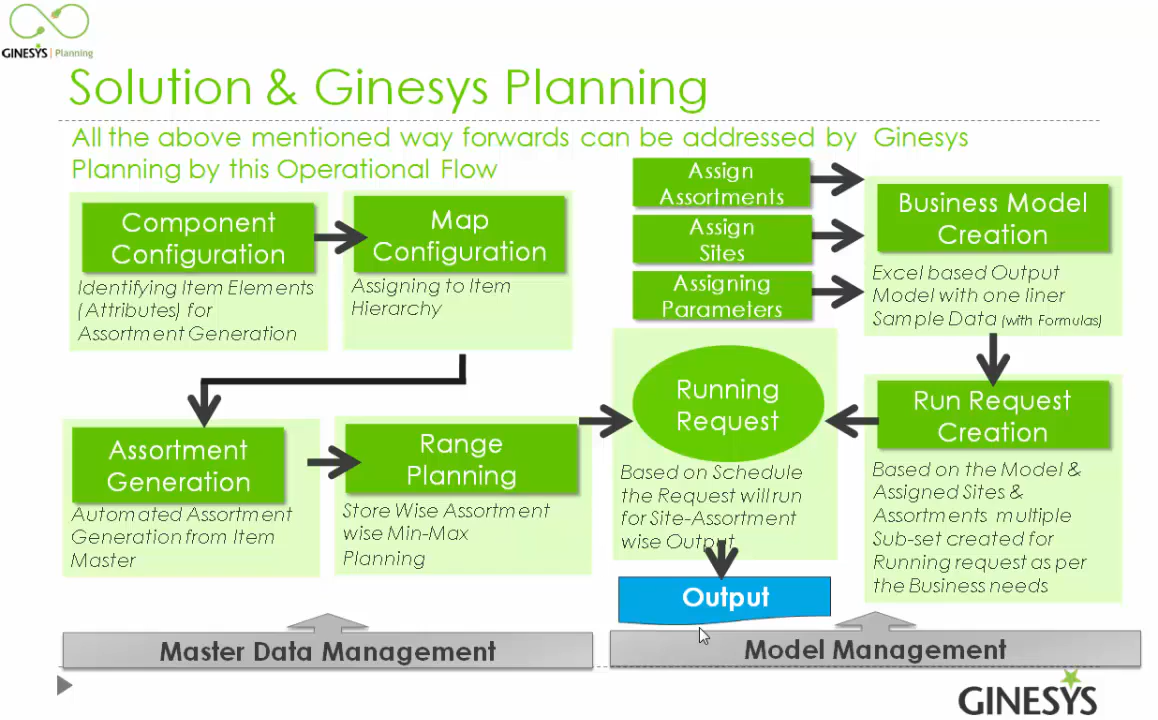 GINESYS | Planning
Solution & Ginesys Planning
All the above mentioned way forwards can be addressed by Ginesys
Planning by this Operational Flow
Component
Configuration
Identifying Item Elements
(Attributes) for
Assortment Generation
Map
Configuration
Assigning to Item
Hierarchy
Assign
Assortments
Assign
Sites
Assigning
Parameters
Business Model
Creation
Excel based Output
Model with one liner
Sample Data (with Formulas)
Assortment
Generation
Automated Assortment
Generation from Item
Master
Range
Planning
Store Wise Assortment
wise Min-Max
Planning
Running
Request
Based on Schedule
the Request will run
for Site-Assortment
wise Output
Run Request
Creation
Based on the Model &
Assigned Sites &
Assortments multiple
Sub-set created for
Running request as per
the Business needs
Output
Master Data Management
Model Management
GINESYS